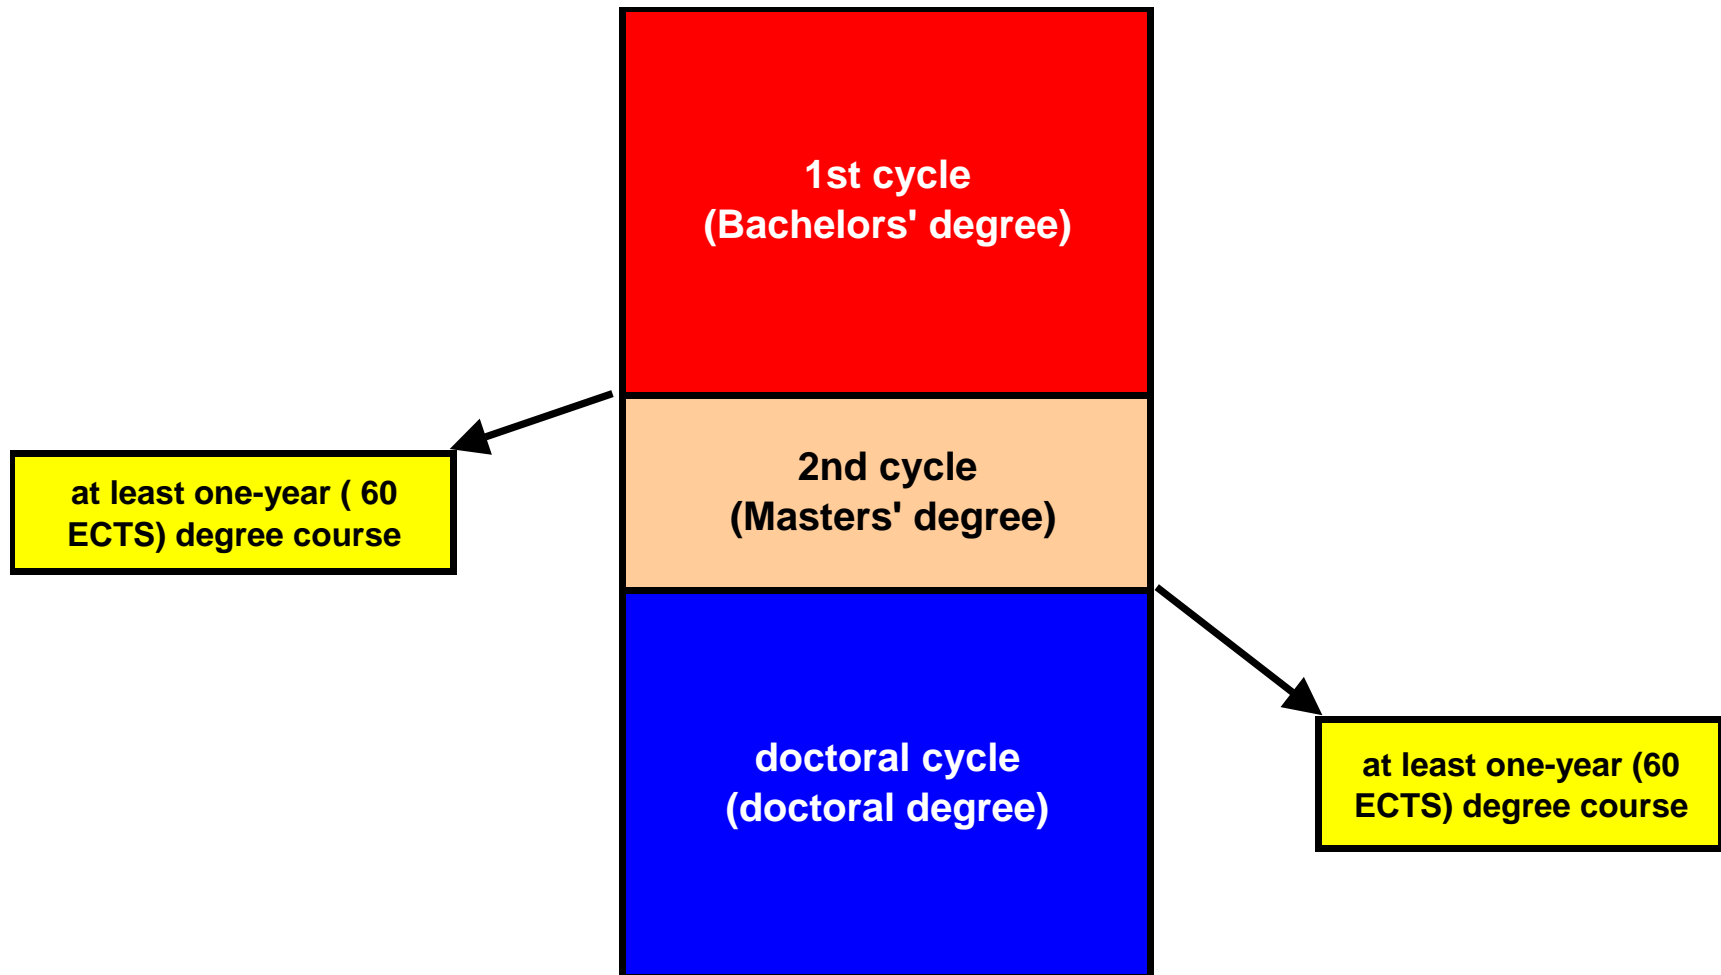 1st cycle
(Bachelors' degree)
at least one-year ( 60
ECTS) degree course
2nd cycle
(Masters' degree)
doctoral cycle
(doctoral degree)
at least one-year (60
ECTS) degree course